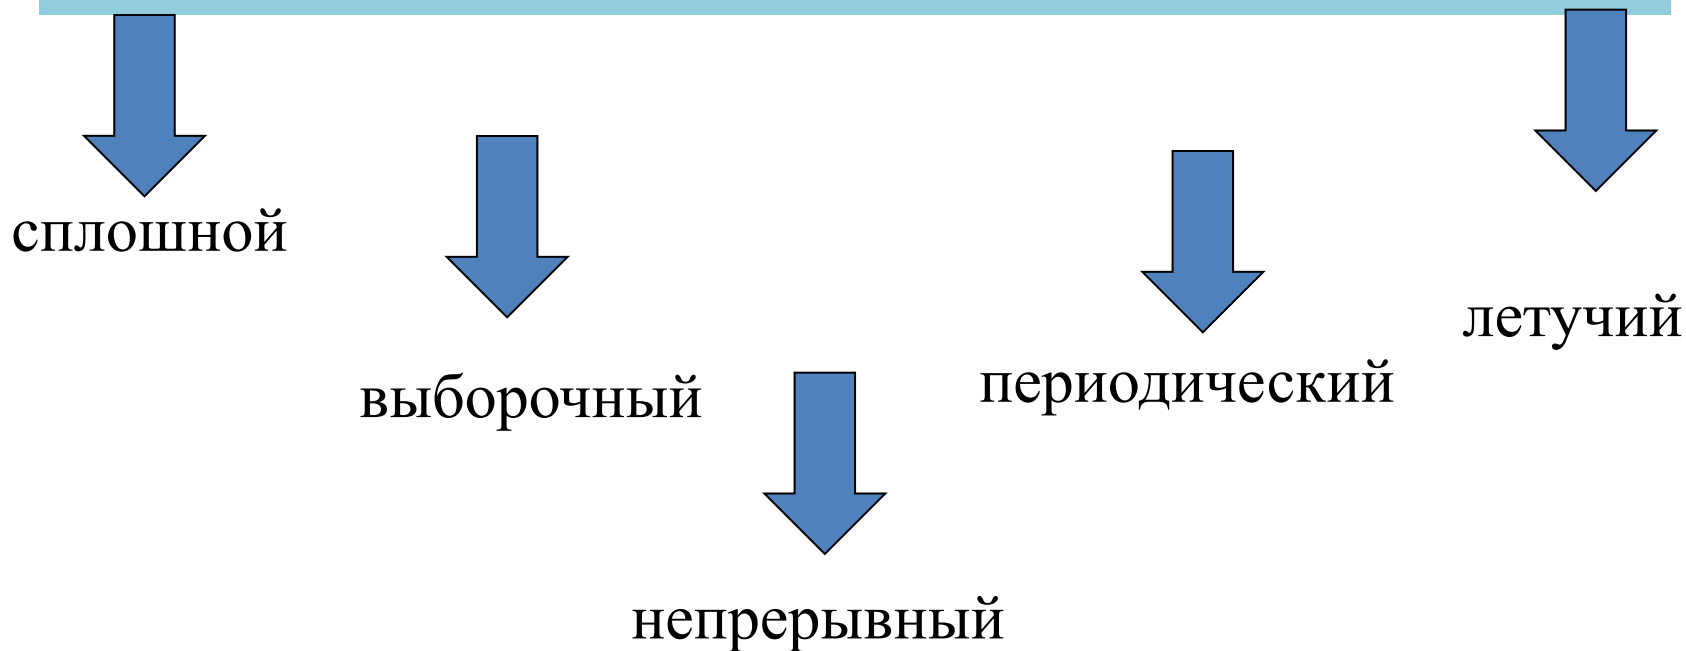 сплошной
выборочный
непрерывный
периодический
летучий